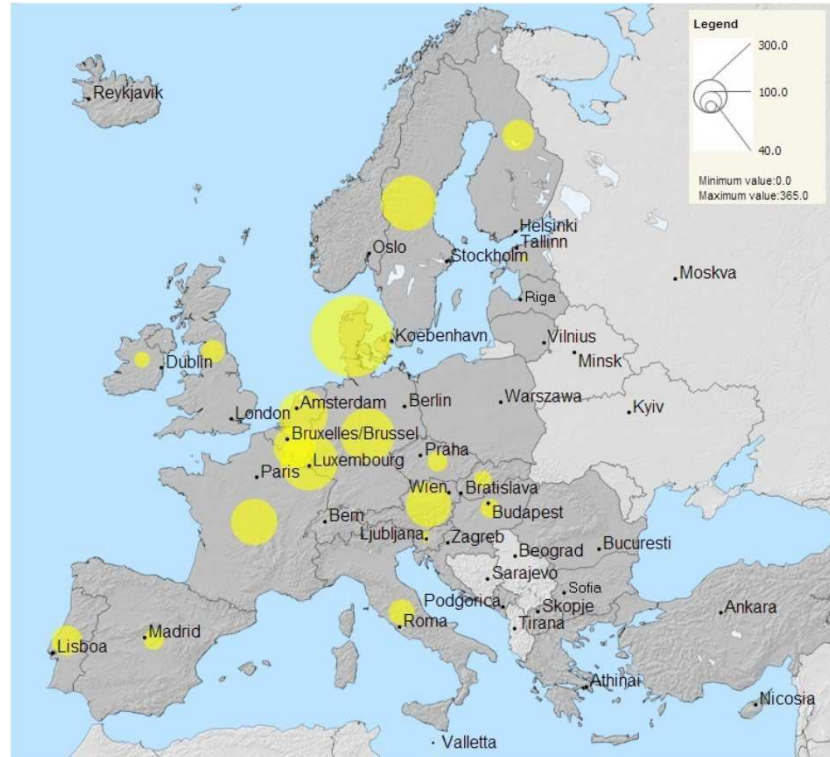 Legend
300.0
100.0
40.0
Minimum value:0.0
Maximum value:365.0
Reykjavik
Helsinki
Tallinn
Oslo
Stockholm
Moskva
Riga
Koebenhavn
Vilnius
Minsk
Dublin
Amsterdam
Berlin
Warszawa
London
Kyiv
Bruxelles/Brussel
Praha
Luxembourg
Paris
Wien
Bratislava
Budapest
Bern
Ljubljana
Zagreb
Beograd
Bucuresti
Sarajevo
Sofia
Podgorica
Skopje
Ankara
Roma
Tirana
Madrid
Lisboa
Athinai
Nicosia
Valletta